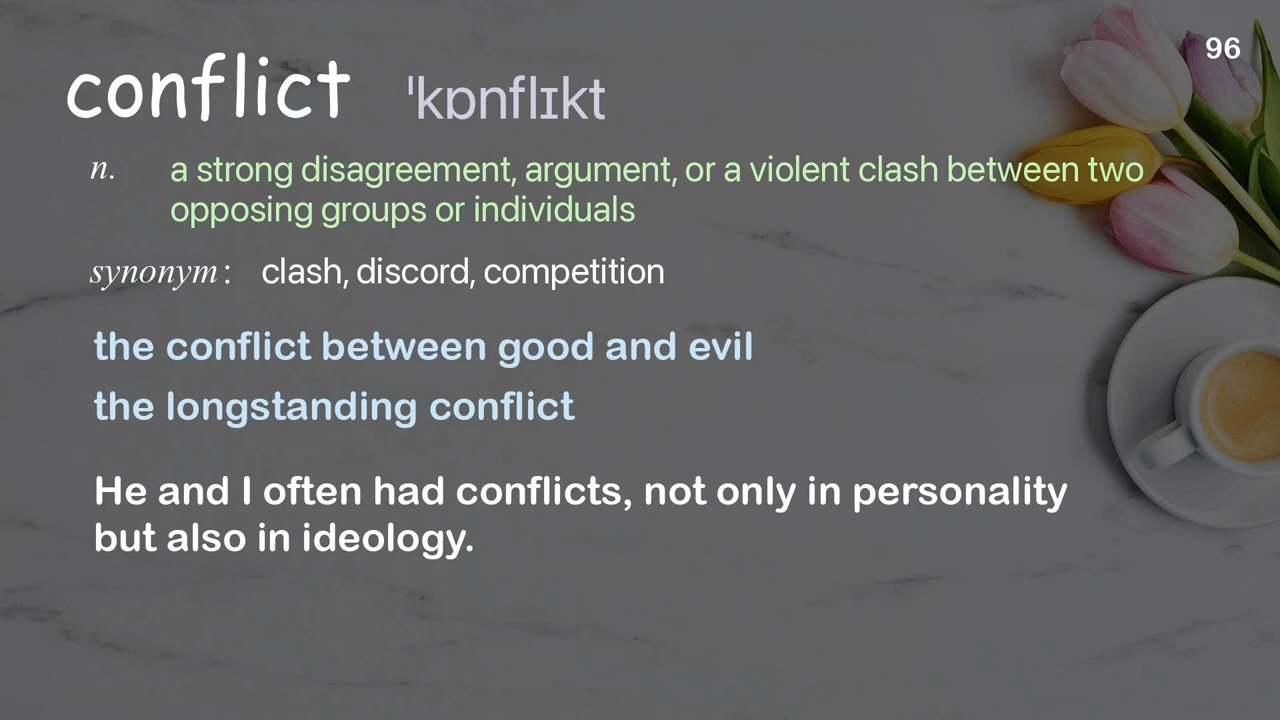 96
conflict ˈkɒnflɪkt
n. a strong disagreement, argument, or a violent clash between two
opposing groups or individuals
synonym: clash, discord, competition
the conflict between good and evil
the longstanding conflict
He and I often had conflicts, not only in personality
but also in ideology.